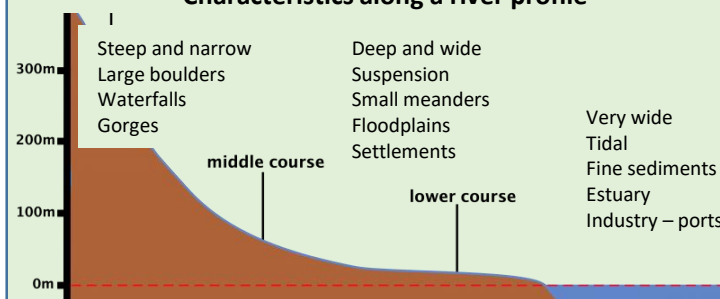 Characteristics along a river profile
Steep and narrow
Large boulders
Waterfalls
Gorges
Deep and wide
Suspension
Small meanders
Floodplains
Settlements
Very wide
Tidal
Fine sediments
Estuary
Industry – ports
300m
200m
100m
0m
middle course
lower course